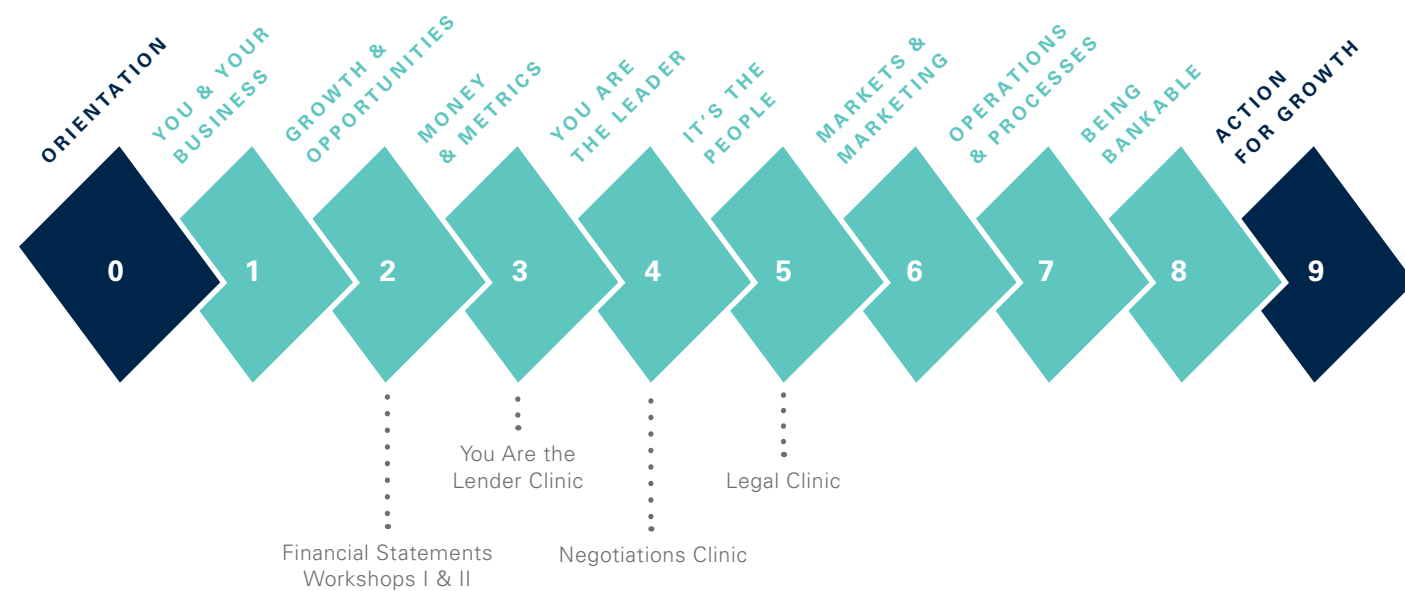 ORIENTATION
YOU & YOUR
BUSINESS
GROWTH &
OPPORTUNITIES
MONEY
& METRICS
YOU ARE
THE LEADER
IT'S THE
PEOPLE
MARKETS &
MARKETING
OPERATIONS
& PROCESSES
BEING
BANKABLE
ACTION
FOR GROWTH
0
1
2
3
4
5
6
7
8
9
You Are the
Lender Clinic
Legal Clinic
Financial Statements
Workshops I & II
Negotiations Clinic